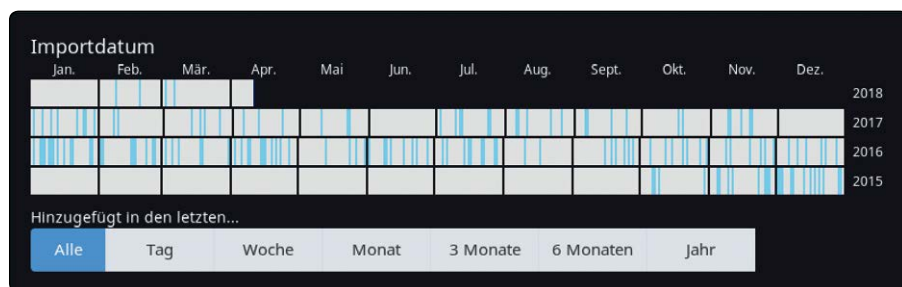 Importdatum
Jan. Feb. Mär. Apr. Mai Jun. Jul. Aug. Sept. Okt. Nov. Dez.
2018
2017
2016
2015
Hinzugefügt in den letzten...
Alle Tag Woche Monat 3 Monate 6 Monaten Jahr